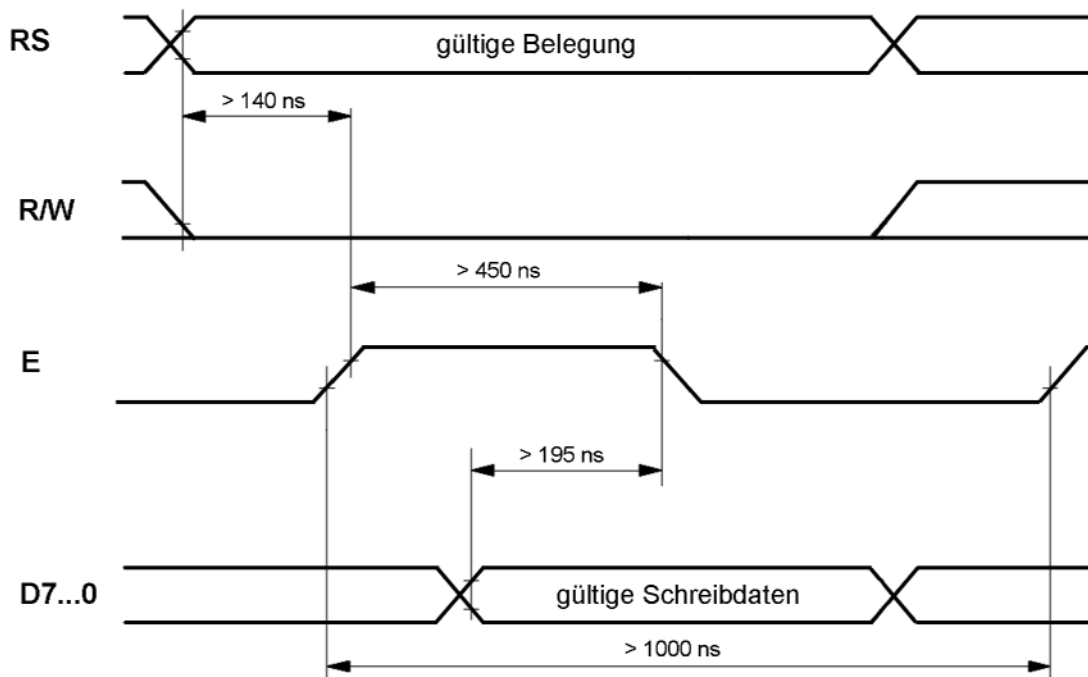 RS
gültige Belegung
> 140 ns
R/W
> 450 ns
E
> 195 ns
D7...0
gültige Schreibdaten
> 1000 ns